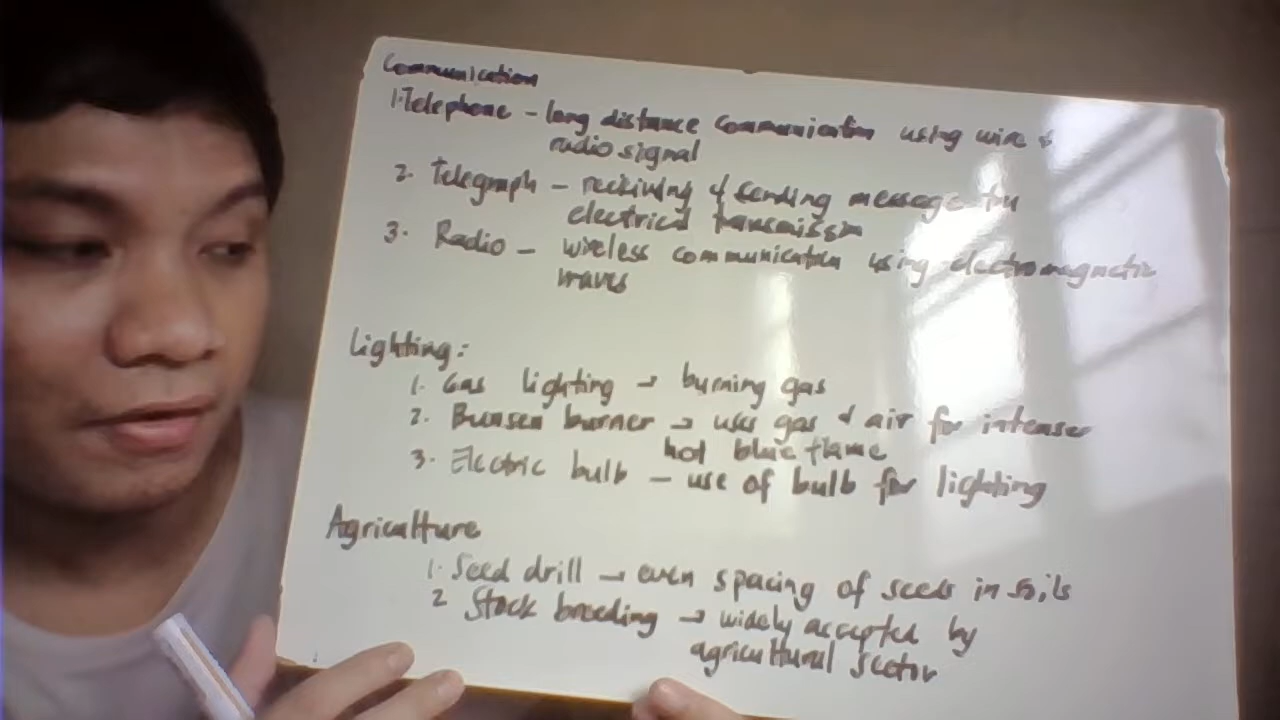 Communication
1. Telephone - long distance communication using wire &
radio signal
2. Telegraph - recieving & sending message thru
electrical transmission
3. Radio - wireless communication using electromagnetic
waves
Lighting:
1. Gas lighting → burning gas
2. Bunsen burner → uses gas & air for intenser
hot blue flame
3. Electric bulb - use of bulb for lighting
Agriculture
1. Seed drill → even spacing of seeds in soils
2 Stock breeding → widely accepted by
agricultural sector